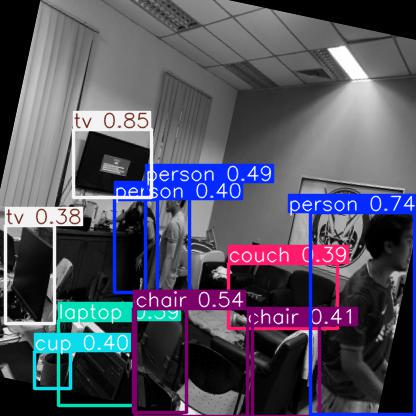 tv 0.85
person 0.49
person 0.40
person 0.74
tv 0.38
couch 0.39
chair 0.54
laptop 0.39
chair 0.41
cup 0.40